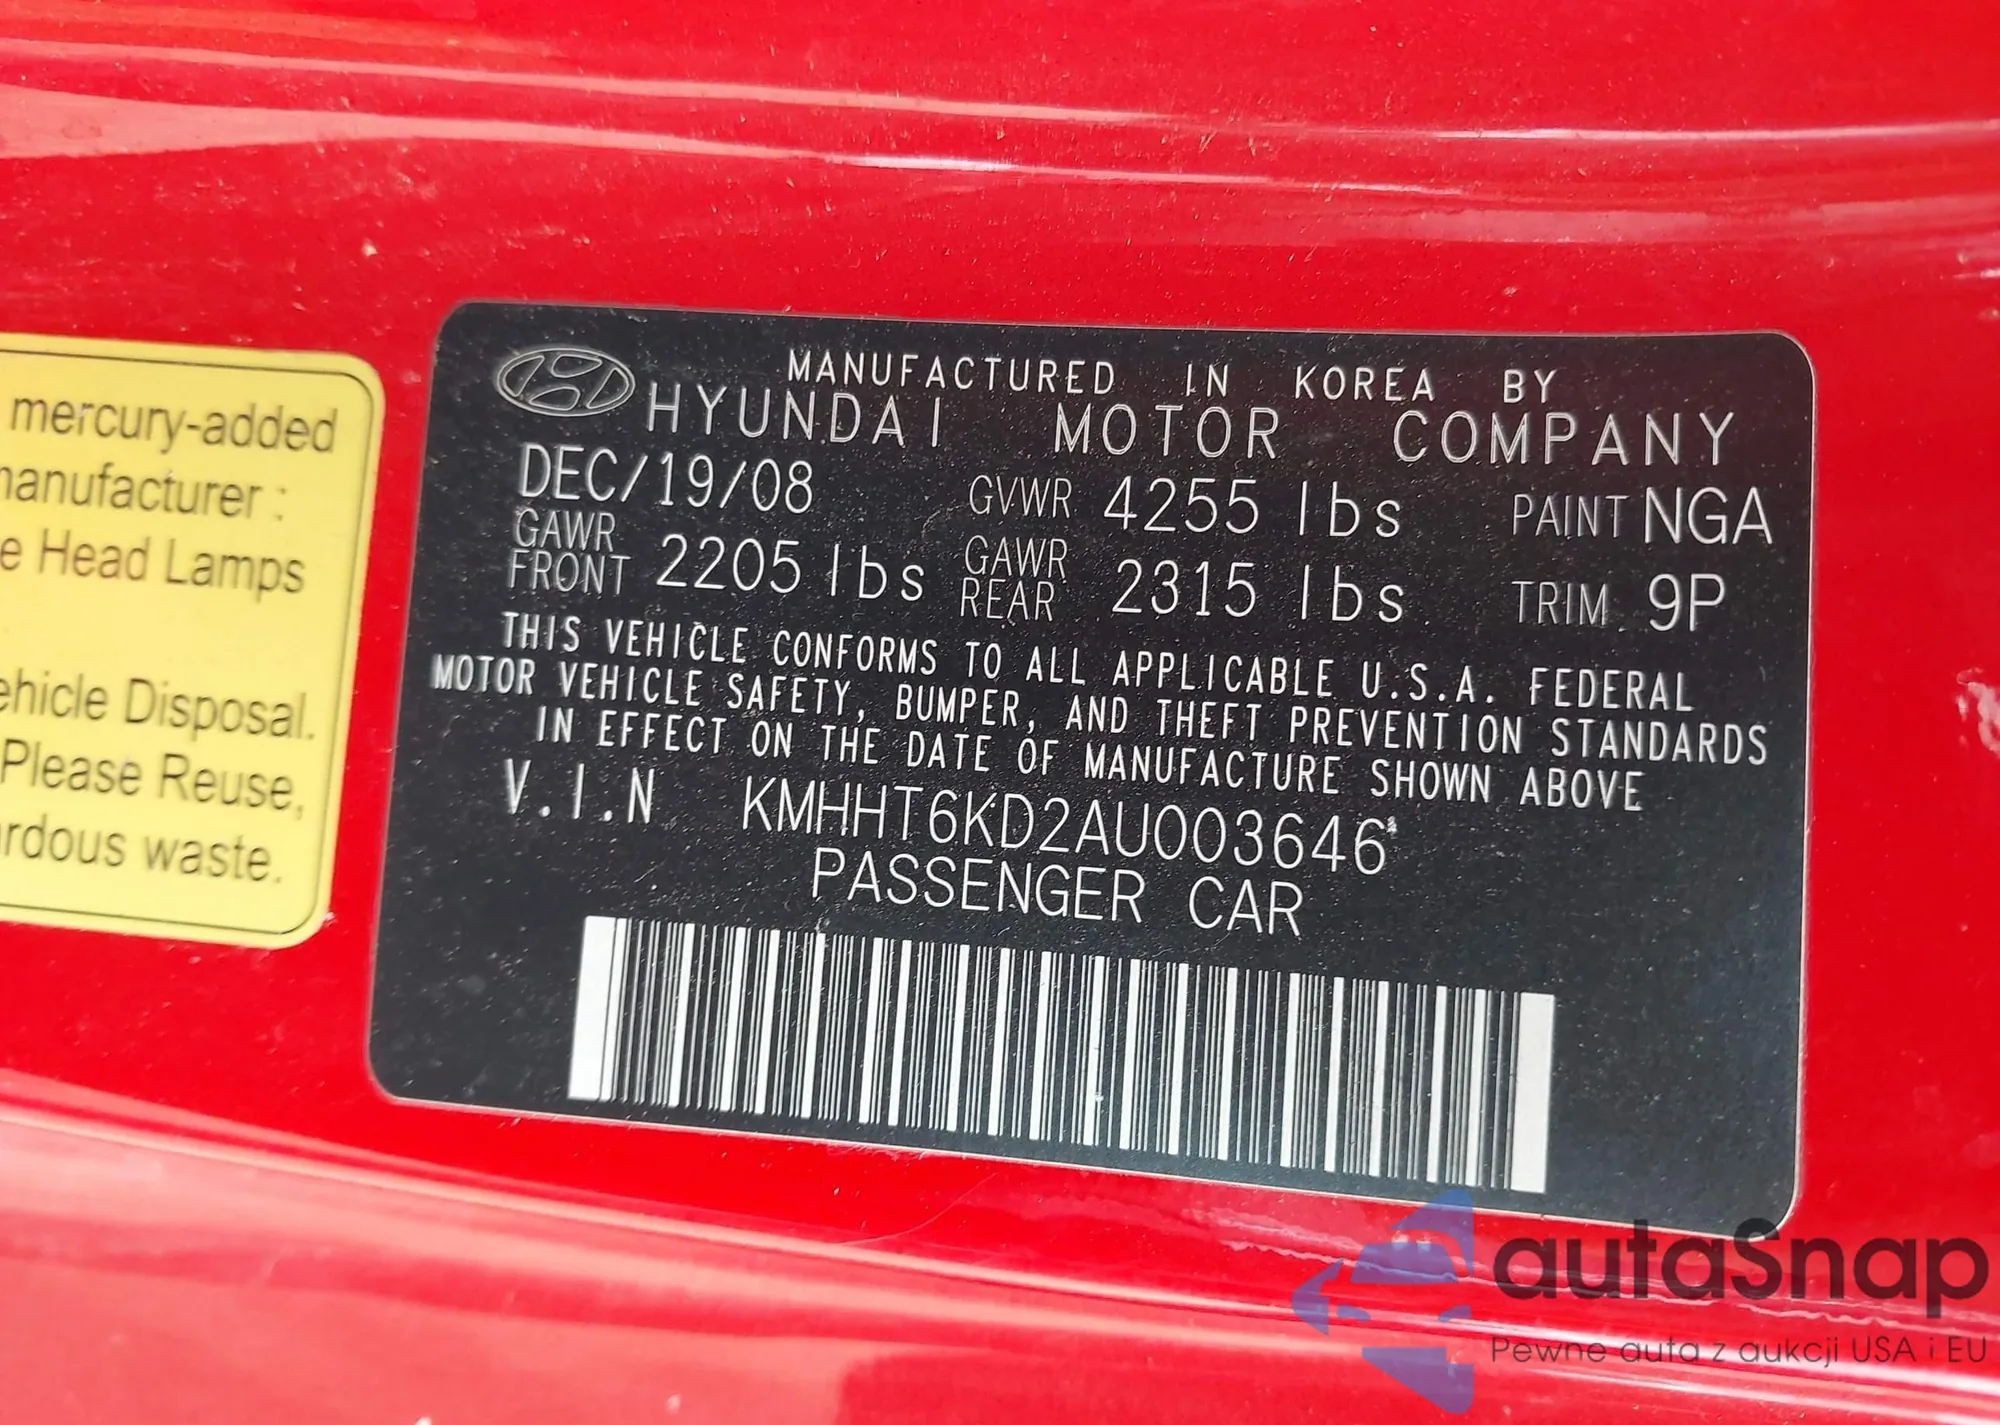 mercury-added
manufacturer :
e Head Lamps
ehicle Disposal.
Please Reuse,
ardous waste.
MANUFACTURED IN KOREA BY
HYUNDAI MOTOR COMPANY
DEC/19/08 GVWR 4255 lbs PAINT NGA
GAWR FRONT 2205 lbs GAWR REAR 2315 lbs TRIM 9P
THIS VEHICLE CONFORMS TO ALL APPLICABLE U.S.A. FEDERAL
MOTOR VEHICLE SAFETY, BUMPER, AND THEFT PREVENTION STANDARDS
IN EFFECT ON THE DATE OF MANUFACTURE SHOWN ABOVE
V.I.N KMHHT6KD2AU003646
PASSENGER CAR
autaSnap
Pewne auta z aukcji USA i EU